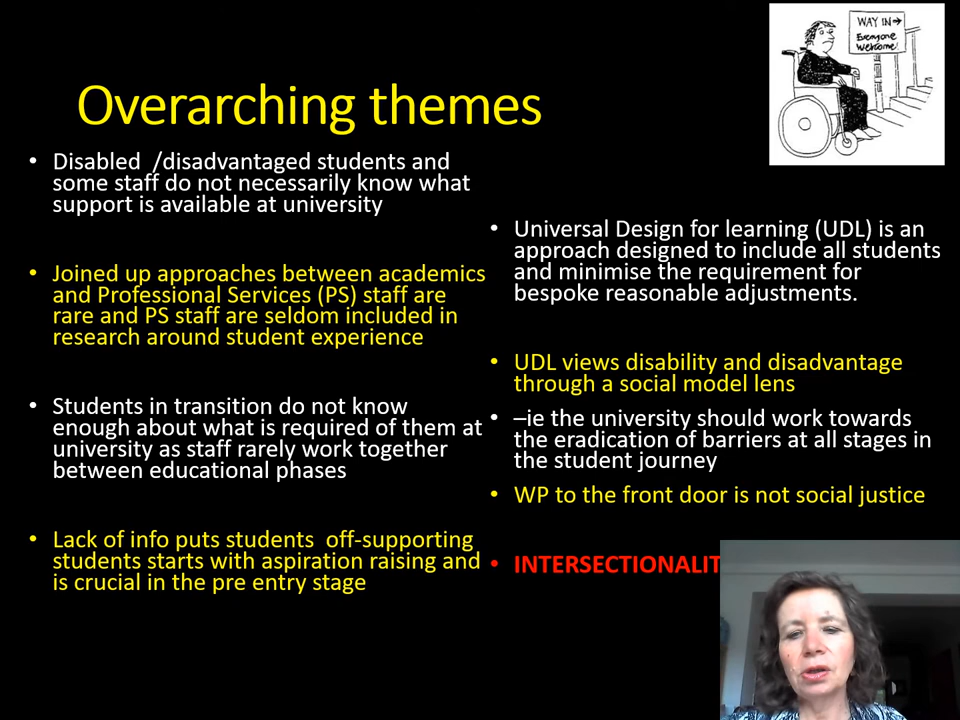 WAY IN→
Everyone
Welcome!
Overarching themes
• Disabled /disadvantaged students and
some staff do not necessarily know what
support is available at university
• Joined up approaches between academics
and Professional Services (PS) staff are
rare and PS staff are seldom included in
research around student experience
• Students in transition do not know
enough about what is required of them at
university as staff rarely work together
between educational phases
• Lack of info puts students off-supporting
students starts with aspiration raising and
is crucial in the pre entry stage
• Universal Design for learning (UDL) is an
approach designed to include all students
and minimise the requirement for
bespoke reasonable adjustments.
• UDL views disability and disadvantage
through a social model lens
• –ie the university should work towards
the eradication of barriers at all stages in
the student journey
• WP to the front door is not social justice
• INTERSECTIONALIT